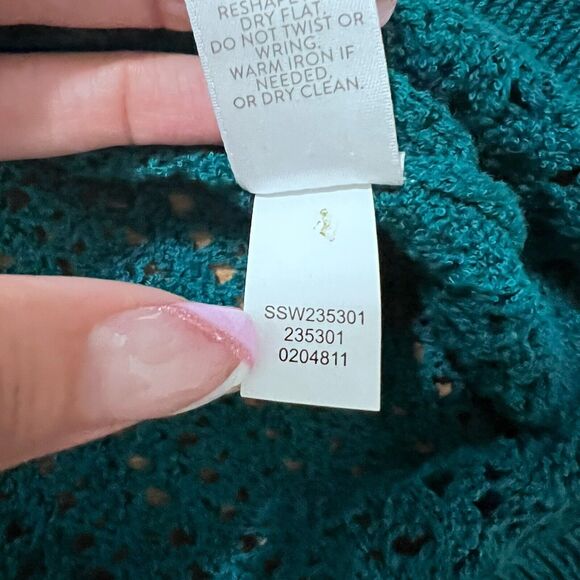 RESHAPE
DRY FLAT.
DO NOT TWIST OR
WRING.
WARM IRON IF
NEEDED,
OR DRY CLEAN.
SSW235301
235301
0204811